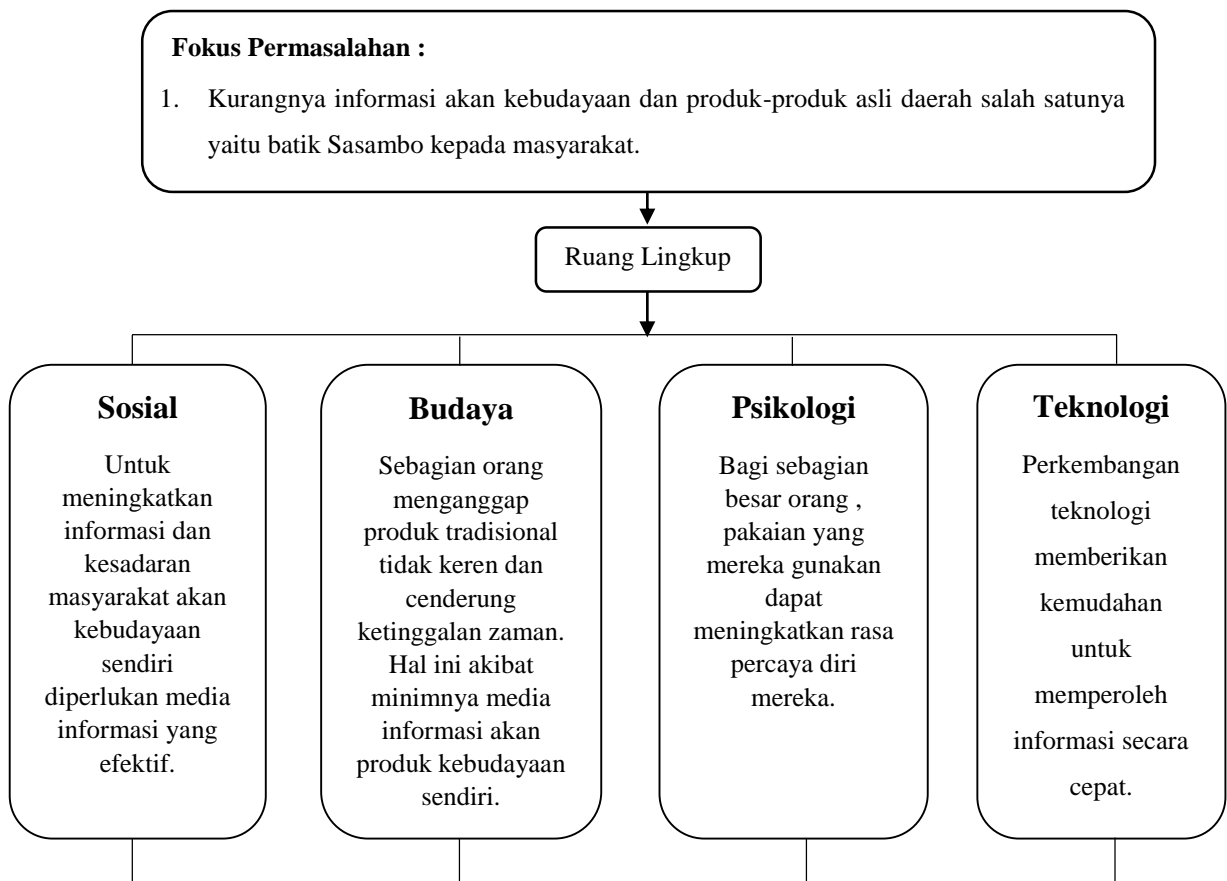 Fokus Permasalahan :
1. Kurangnya informasi akan kebudayaan dan produk-produk asli daerah salah satunya
yaitu batik Sasambo kepada masyarakat.
Ruang Lingkup
Sosial
Untuk
meningkatkan
informasi dan
kesadaran
masyarakat akan
kebudayaan
sendiri
diperlukan media
informasi yang
efektif.
Budaya
Sebagian orang
menganggap
produk tradisional
tidak keren dan
cenderung
ketinggalan zaman.
Hal ini akibat
minimnya media
informasi akan
produk kebudayaan
sendiri.
Psikologi
Bagi sebagian
besar orang ,
pakaian yang
mereka gunakan
dapat
meningkatkan rasa
percaya diri
mereka.
Teknologi
Perkembangan
teknologi
memberikan
kemudahan
untuk
memperoleh
informasi secara
cepat.